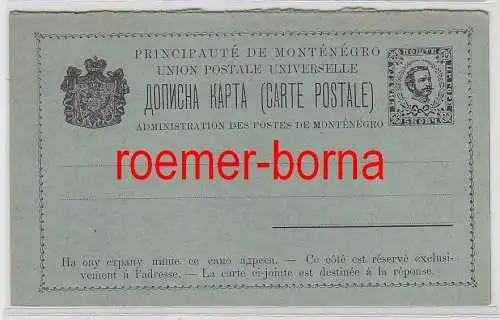 PRINCIPAUTÉ DE MONTÉNÉGRO
UNION POSTALE UNIVERSELLE
ДОПИСНА КАРТА (CARTE POSTALE)
ADMINISTRATION DES POSTES DE MONTÉNÉGRO
roemer-borna
На ову страну пише се само адреса. — Ce côté est réservé exclusi-
vement à l'adresse. — La carte ci-jointe est destinée à la réponse.